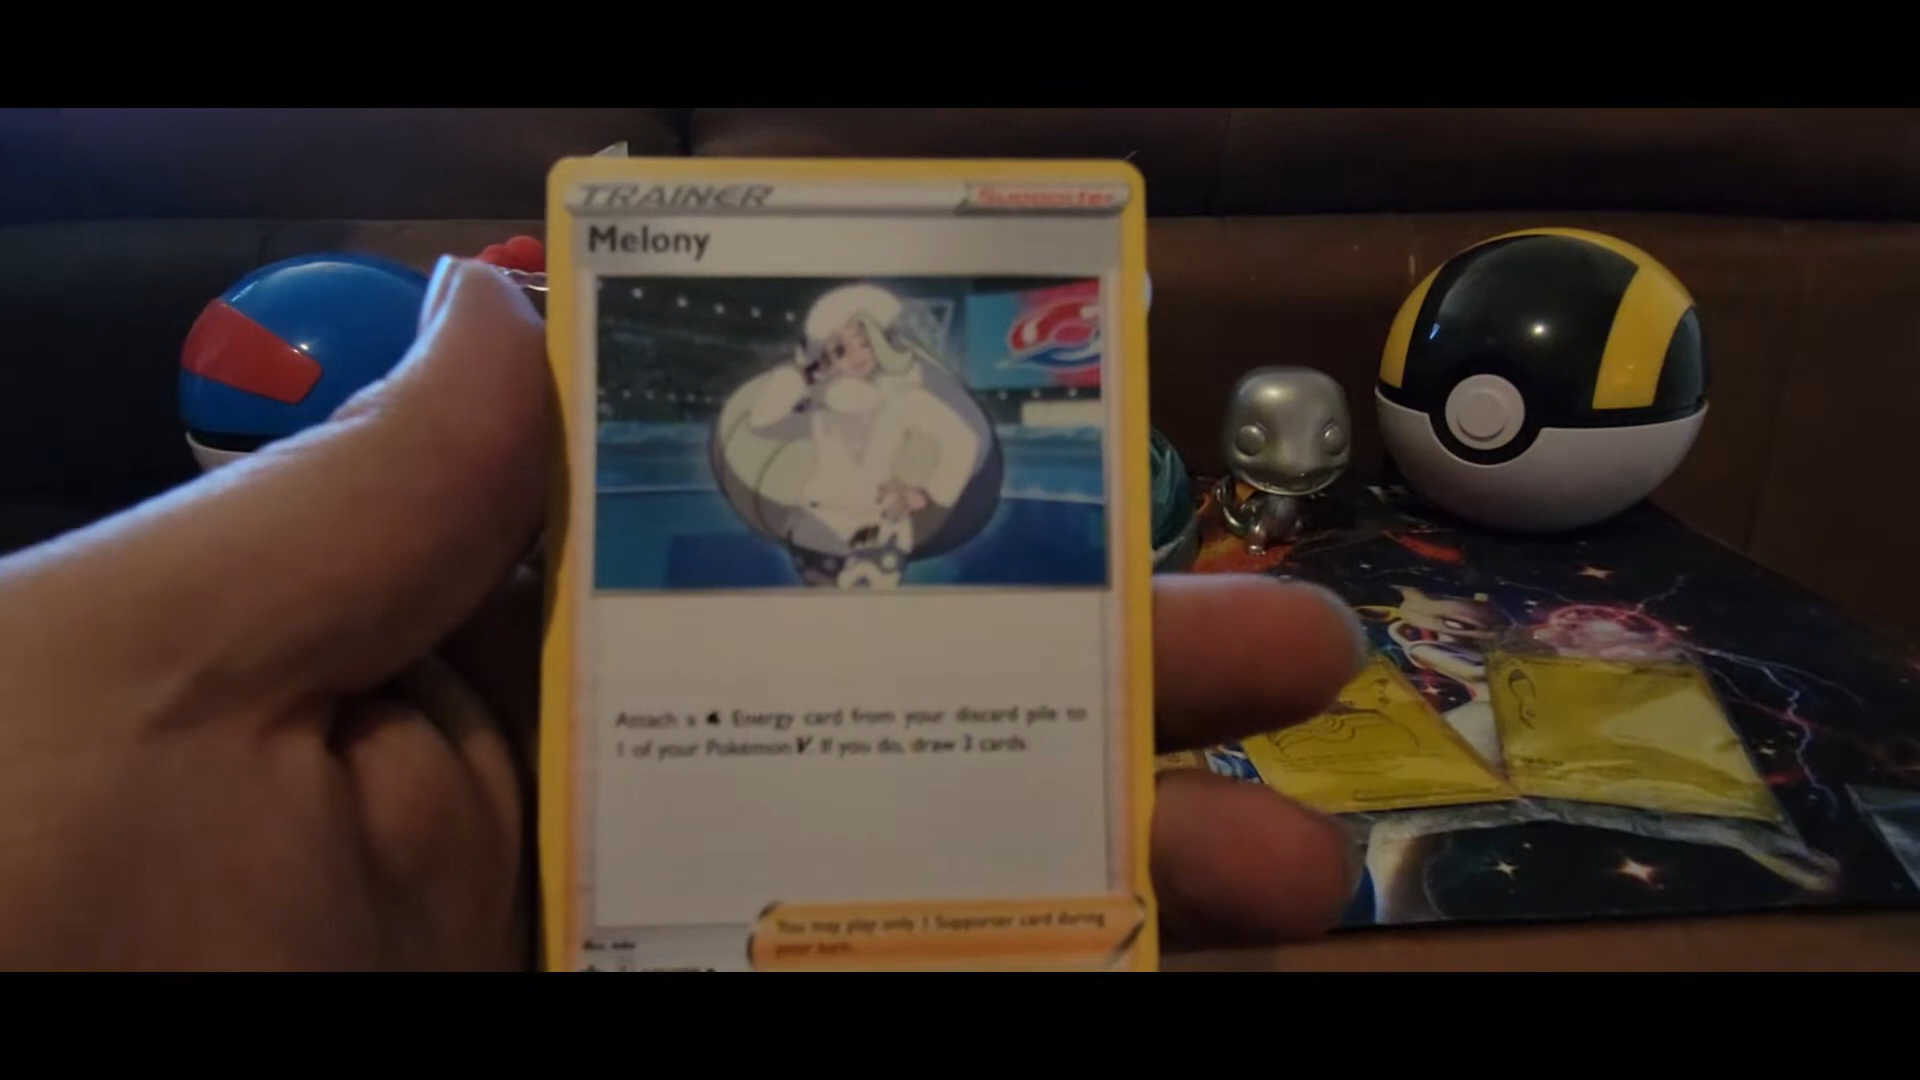 TRAINER
Supporter
Melony
Attach a Energy card from your discard pile to
1 of your Pokémon V. If you do, draw 3 cards.
You may play only 1 Supporter card during
your turn.